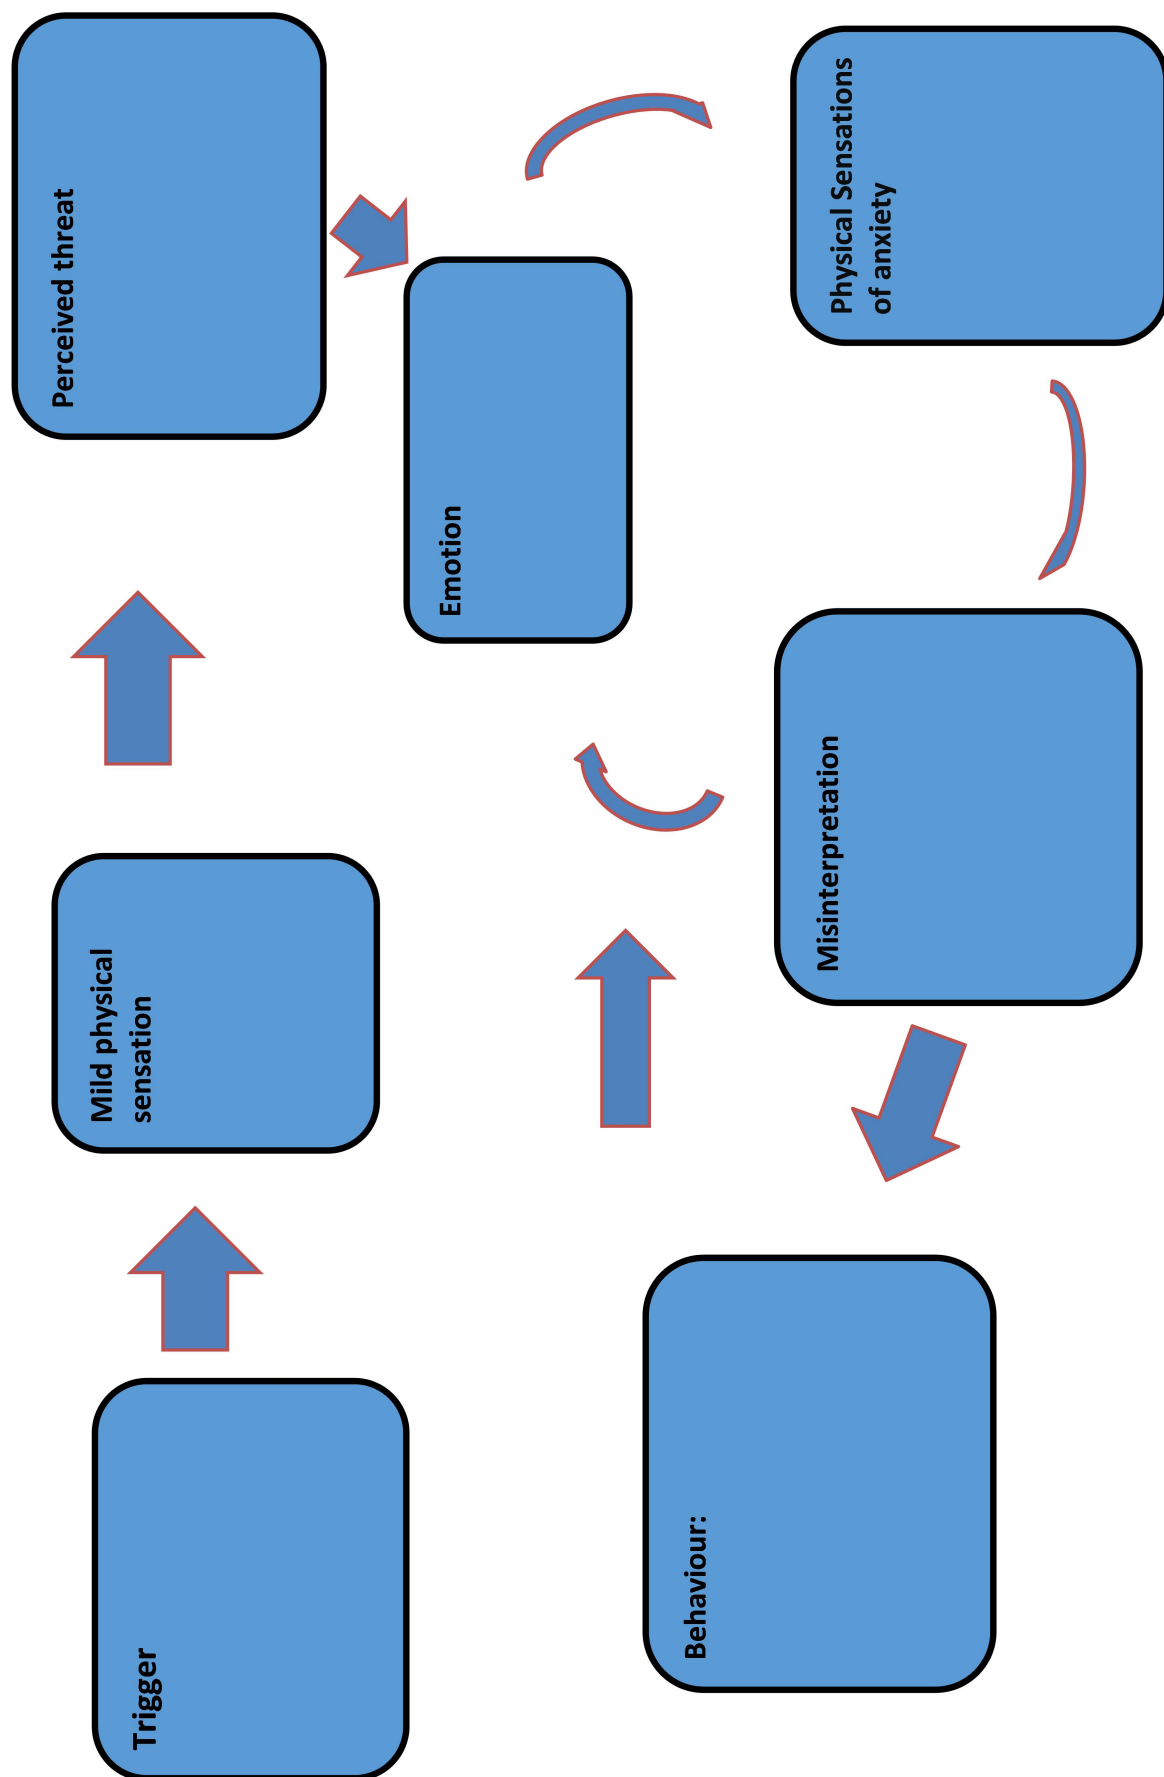 Trigger
Mild physical
sensation
Perceived threat
Emotion
Physical Sensations
of anxiety
Misinterpretation
Behaviour: